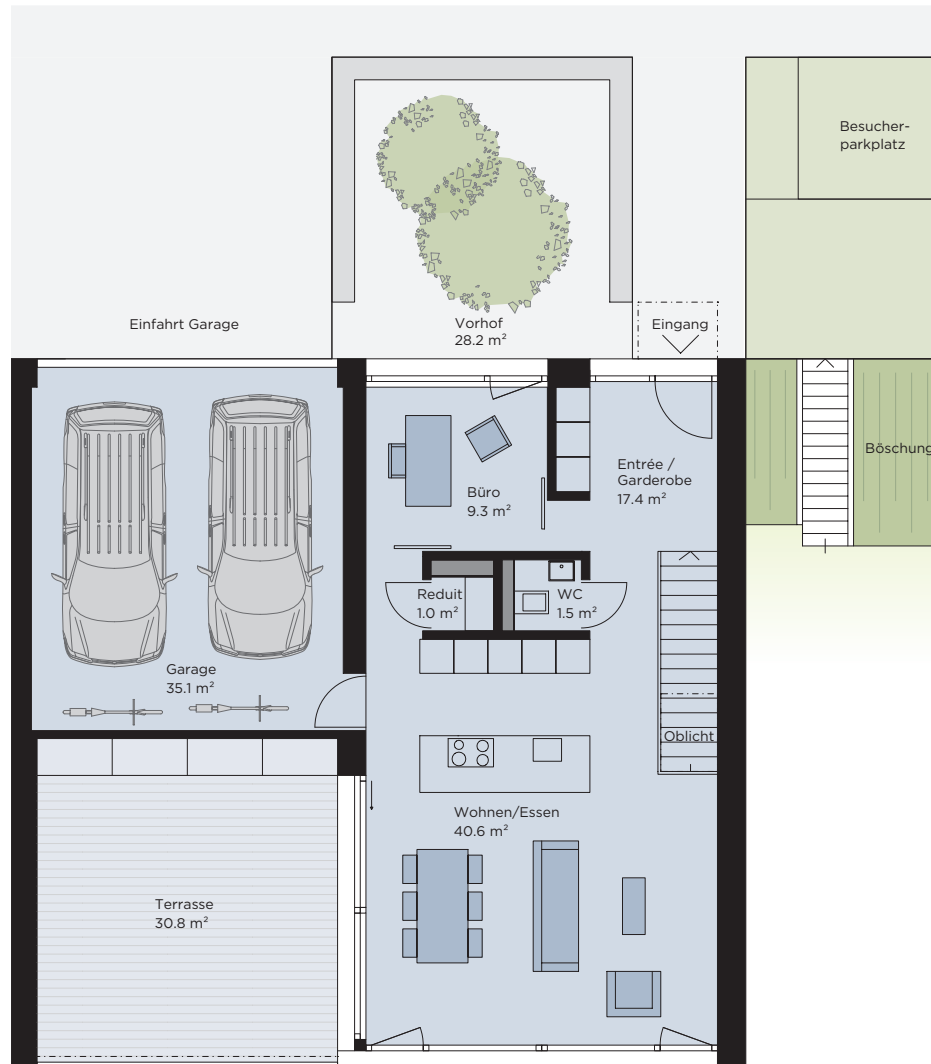 Besucher-
parkplatz
Einfahrt Garage
Vorhof
28.2 m²
Eingang
Böschung
Entrée /
Garderobe
17.4 m²
Büro
9.3 m²
Reduit
1.0 m²
WC
1.5 m²
Garage
35.1 m²
Oblicht
Wohnen/Essen
40.6 m²
Terrasse
30.8 m²